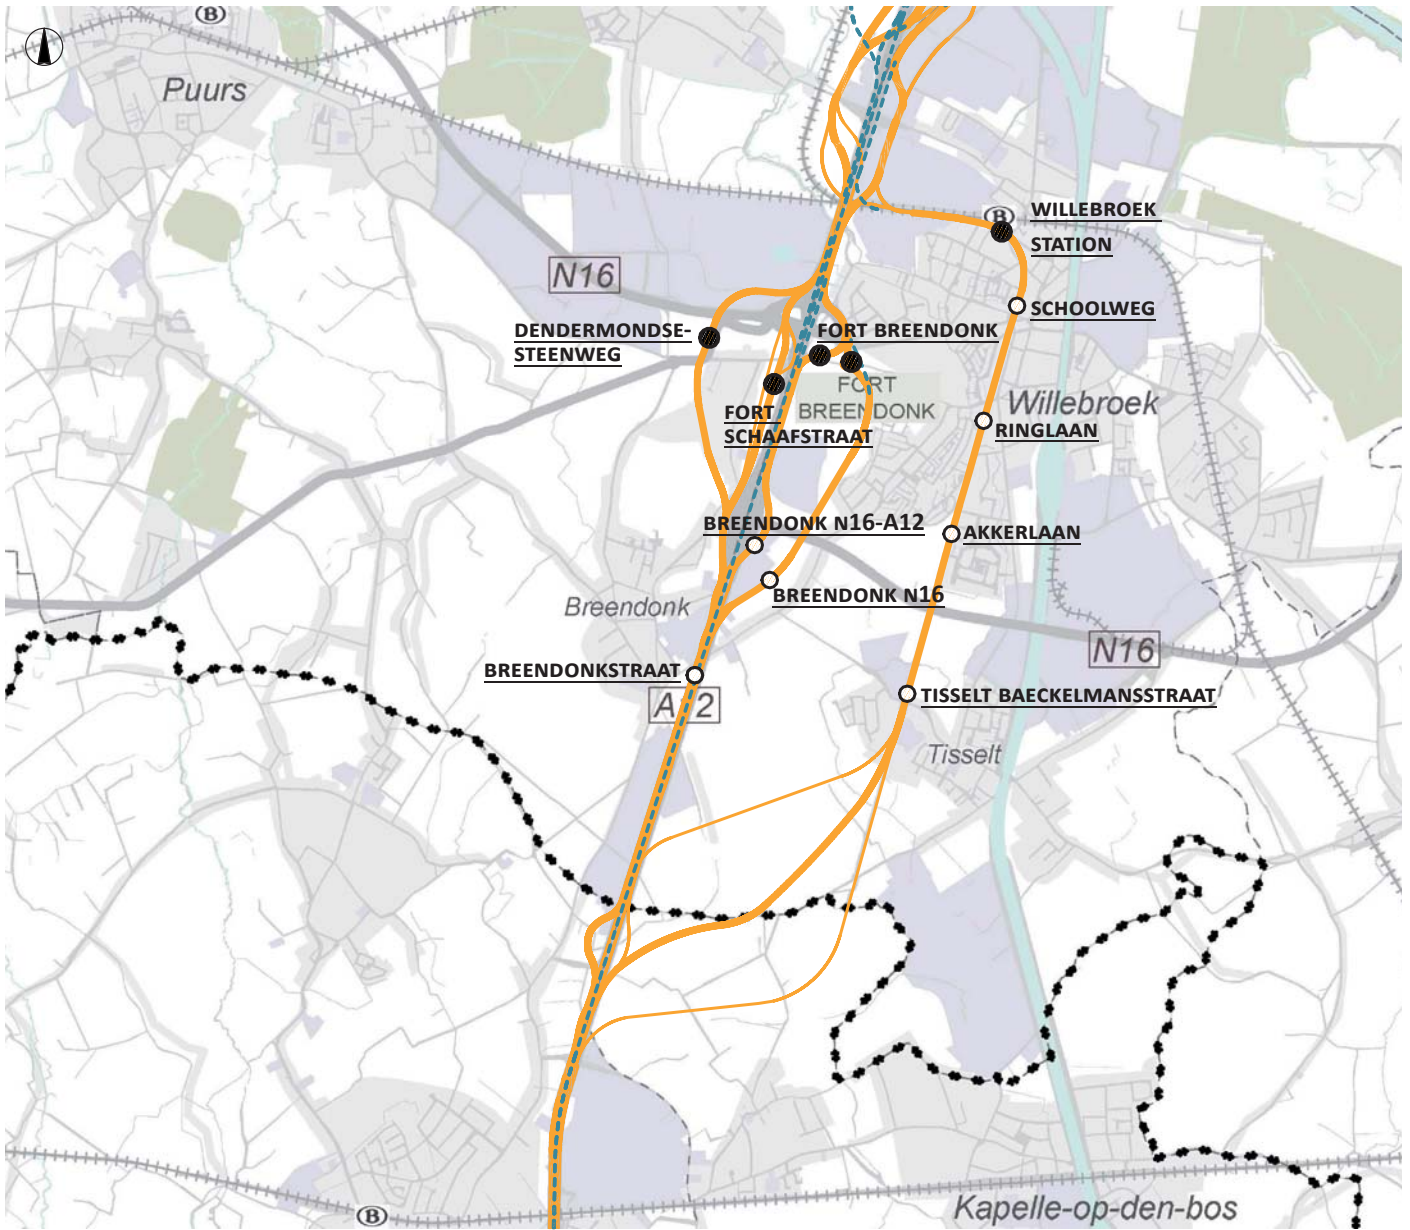 B
Puurs
B
WILLEBROEK
STATION
N16
SCHOOLWEG
DENDERMONDSE-
STEENWEG
FORT BREENDONK
FORT
BREENDONK
Willebroek
FORT
SCHAAFSTRAAT
RINGLAAN
BREENDONK N16-A12
AKKERLAAN
BREENDONK N16
Breendonk
N16
BREENDONKSTRAAT
A12
TISSELT BAECKELMANSSTRAAT
Tisselt
Kapelle-op-den-bos
B